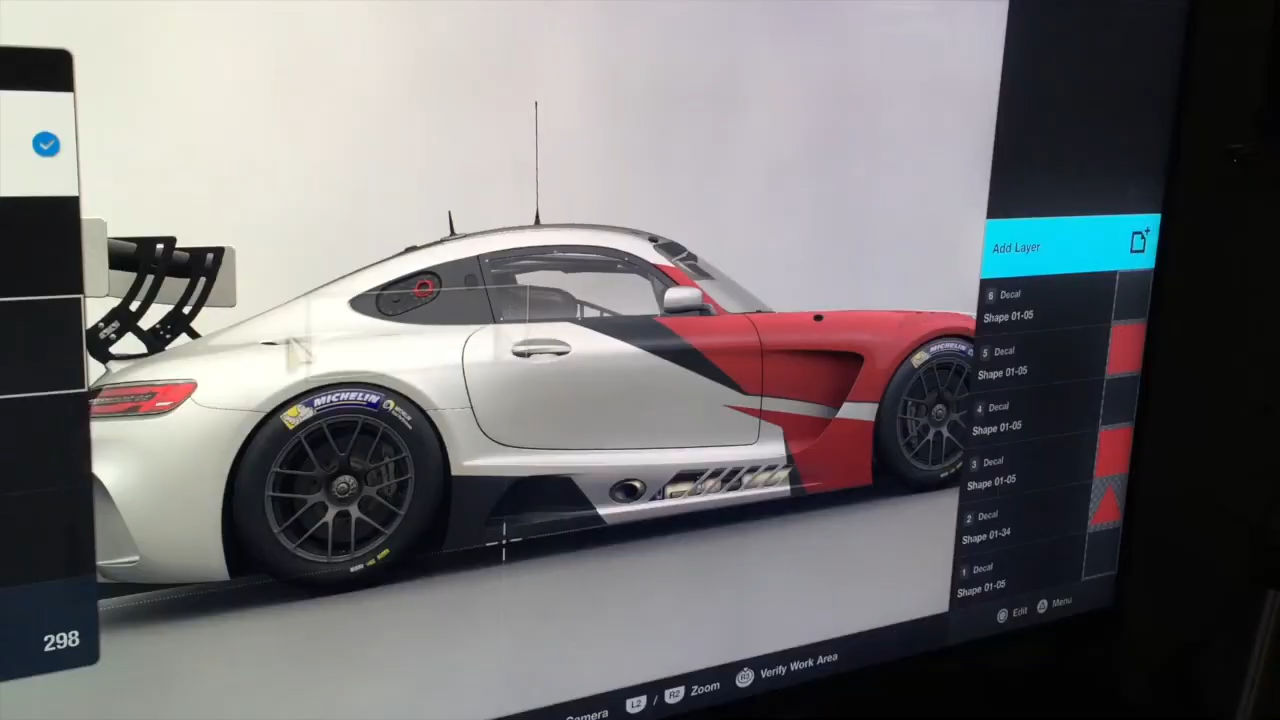 MICHELIN
MICHELIN
298
Add Layer
6 Decal
Shape 01-05
5 Decal
Shape 01-05
4 Decal
Shape 01-05
3 Decal
Shape 01-05
2 Decal
Shape 01-34
1 Decal
Shape 01-05
Edit Menu
Camera L2 / R2 Zoom R3 Verify Work Area